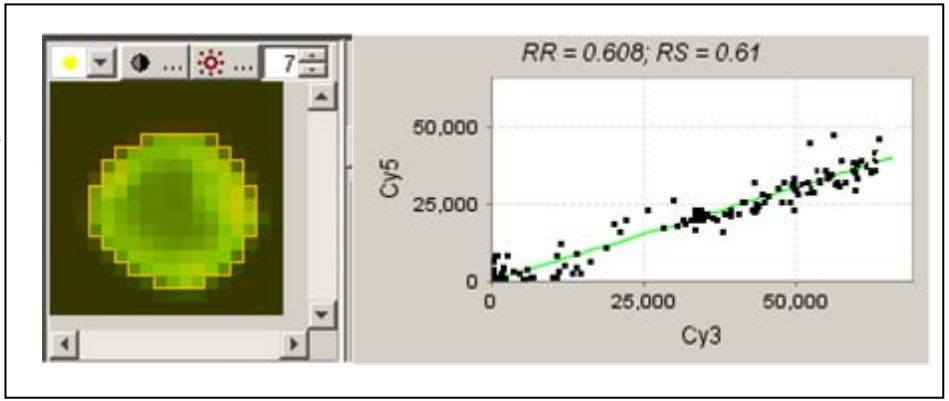 ... ... 7
RR = 0.608; RS = 0.61
50,000
25,000
0
Cy5
0 25,000 50,000
Cy3